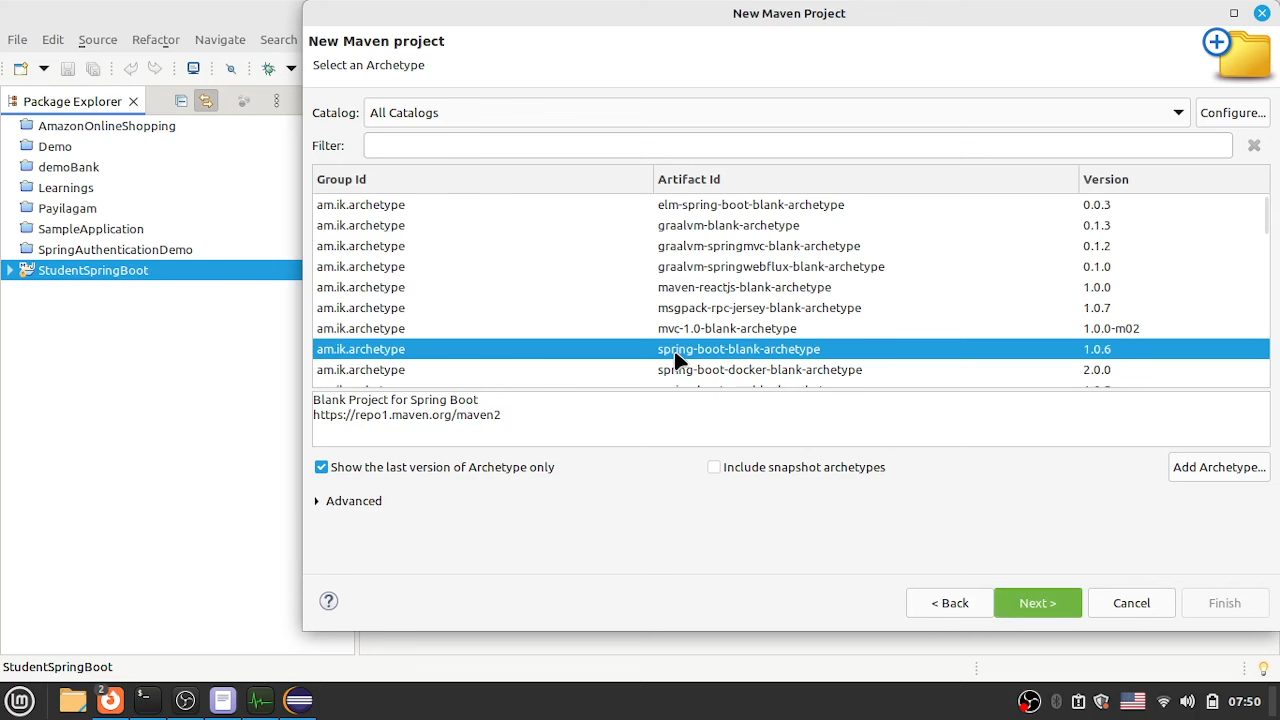 New Maven Project
File Edit Source Refactor Navigate Search
New Maven project
Select an Archetype
Package Explorer
AmazonOnlineShopping
Demo
demoBank
Learnings
Payilagam
SampleApplication
SpringAuthenticationDemo
StudentSpringBoot
Catalog: All Catalogs Configure...
Filter:
Group Id Artifact Id Version
am.ik.archetype elm-spring-boot-blank-archetype 0.0.3
am.ik.archetype graalvm-blank-archetype 0.1.3
am.ik.archetype graalvm-springmvc-blank-archetype 0.1.2
am.ik.archetype graalvm-springwebflux-blank-archetype 0.1.0
am.ik.archetype maven-reactjs-blank-archetype 1.0.0
am.ik.archetype msgpack-rpc-jersey-blank-archetype 1.0.7
am.ik.archetype mvc-1.0-blank-archetype 1.0.0-m02
am.ik.archetype spring-boot-blank-archetype 1.0.6
am.ik.archetype spring-boot-docker-blank-archetype 2.0.0
Blank Project for Spring Boot
https://repo1.maven.org/maven2
Show the last version of Archetype only Include snapshot archetypes Add Archetype...
Advanced
? < Back Next > Cancel Finish
StudentSpringBoot
2 07:50